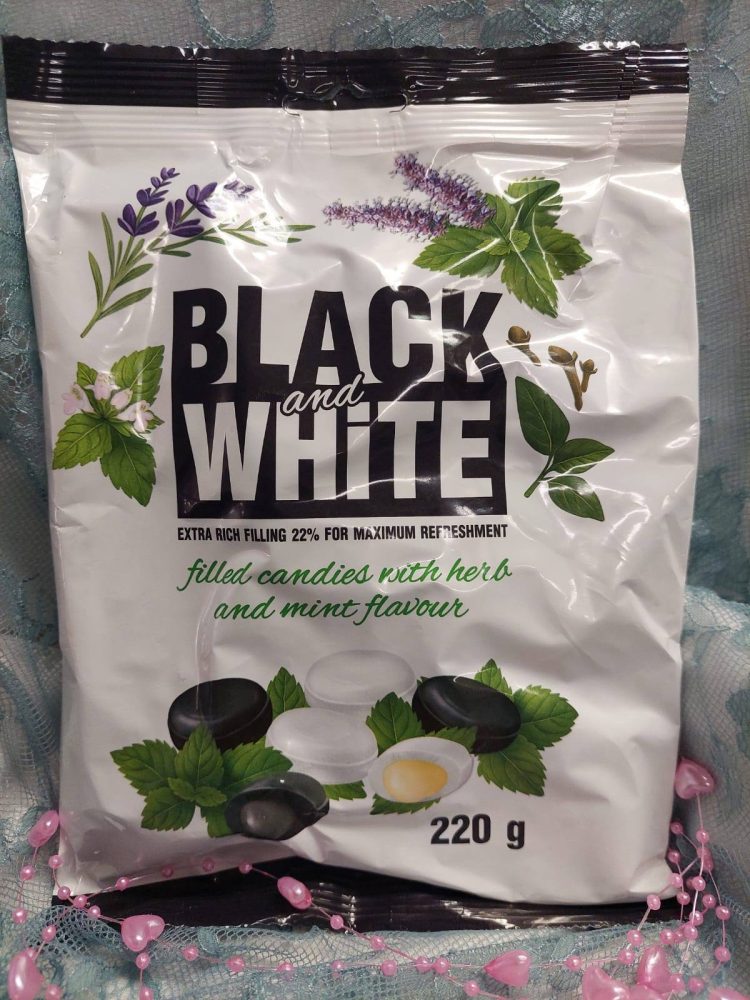 BLACK
and
WHiTE
EXTRA RICH FILLING 22% FOR MAXIMUM REFRESHMENT
filled candies with herb
and mint flavour
220 g